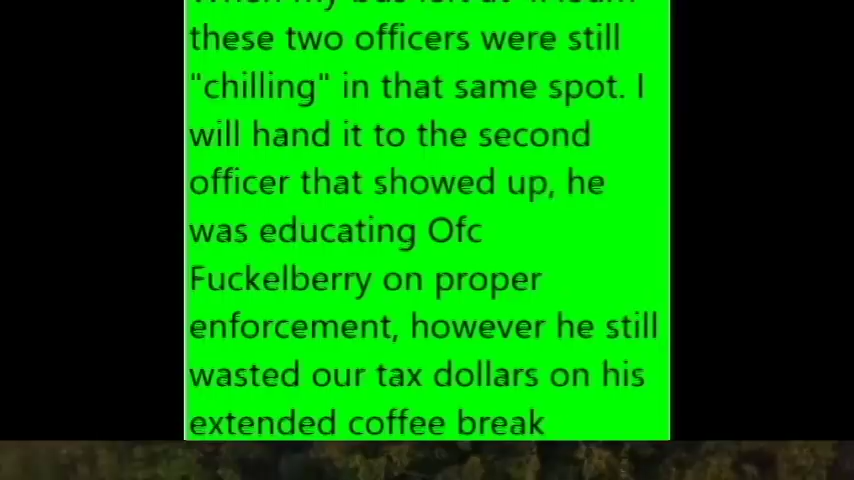 these two officers were still
"chilling" in that same spot. I
will hand it to the second
officer that showed up, he
was educating Ofc
Fuckelberry on proper
enforcement, however he still
wasted our tax dollars on his
extended coffee break